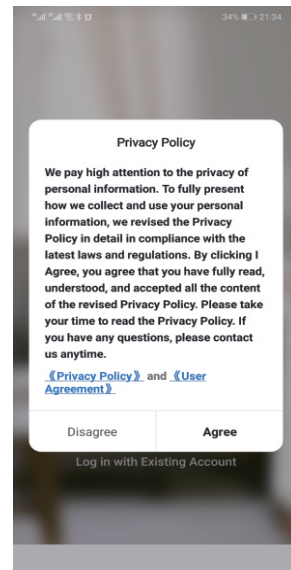 34% 21:34
Privacy Policy
We pay high attention to the privacy of
personal information. To fully present
how we collect and use your personal
information, we revised the Privacy
Policy in detail in compliance with the
latest laws and regulations. By clicking I
Agree, you agree that you have fully read,
understood, and accepted all the content
of the revised Privacy Policy. Please take
your time to read the Privacy Policy. If
you have any questions, please contact
us anytime.
《Privacy Policy》 and 《User
Agreement》
Disagree Agree
Log in with Existing Account